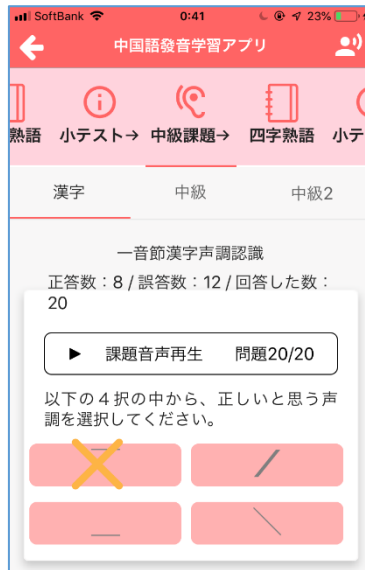 SoftBank 0:41 23%
中国語發音学習アプリ
熟語 小テスト→ 中級課題→ 四字熟語 小テ
漢字 中級 中級2
一音節漢字声調認識
正答数：8 / 誤答数：12 / 回答した数：
20
▶ 課題音声再生 問題20/20
以下の４択の中から、正しいと思う声
調を選択してください。